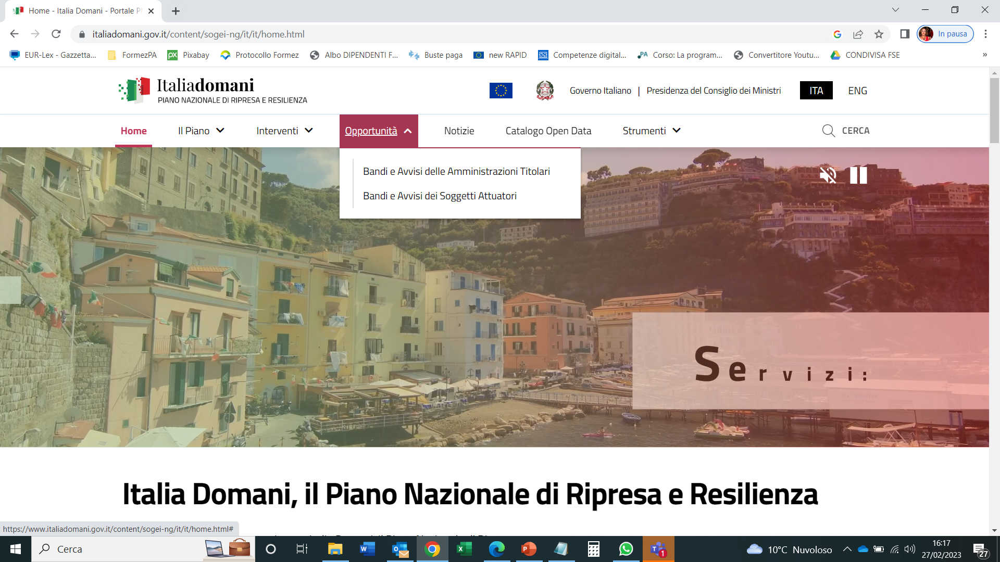 Home - Italia Domani - Portale P
italiadomani.gov.it/content/sogei-ng/it/it/home.html
In pausa
EUR-Lex - Gazzetta...
FormezPA
Pixabay
Protocollo Formez
Albo DIPENDENTI F...
Buste paga
new RAPID
Competenze digital...
Corso: La program...
Convertitore Youtu...
CONDIVISA FSE
»
Italiadomani
PIANO NAZIONALE DI RIPRESA E RESILIENZA
Governo Italiano | Presidenza del Consiglio dei Ministri
ITA
ENG
Home
Il Piano
Interventi
Opportunità
Notizie
Catalogo Open Data
Strumenti
CERCA
Bandi e Avvisi delle Amministrazioni Titolari
Bandi e Avvisi dei Soggetti Attuatori
Servizi:
Italia Domani, il Piano Nazionale di Ripresa e Resilienza
https://www.italiadomani.gov.it/content/sogei-ng/it/it/home.html#
Cerca
10°C Nuvoloso
16:17
27/02/2023
27